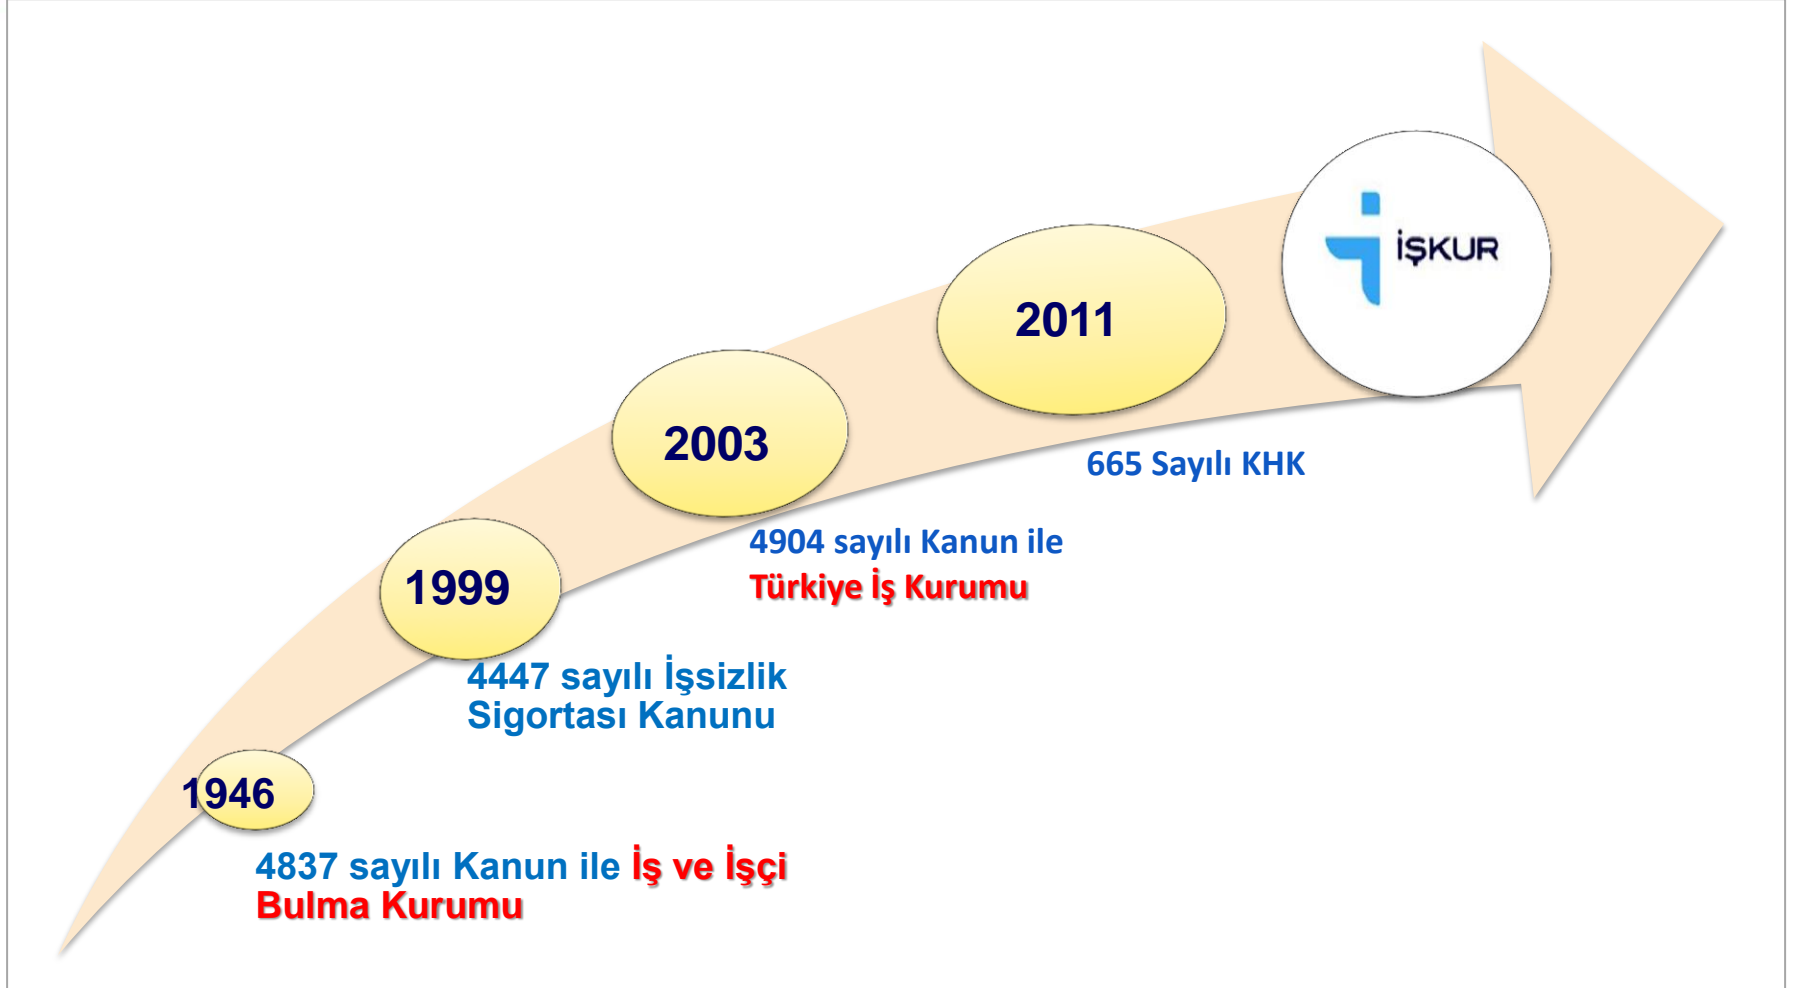 1946
4837 sayılı Kanun ile İş ve İşçi
Bulma Kurumu
1999
4447 sayılı İşsizlik
Sigortası Kanunu
2003
4904 sayılı Kanun ile
Türkiye İş Kurumu
2011
665 Sayılı KHK
İŞKUR